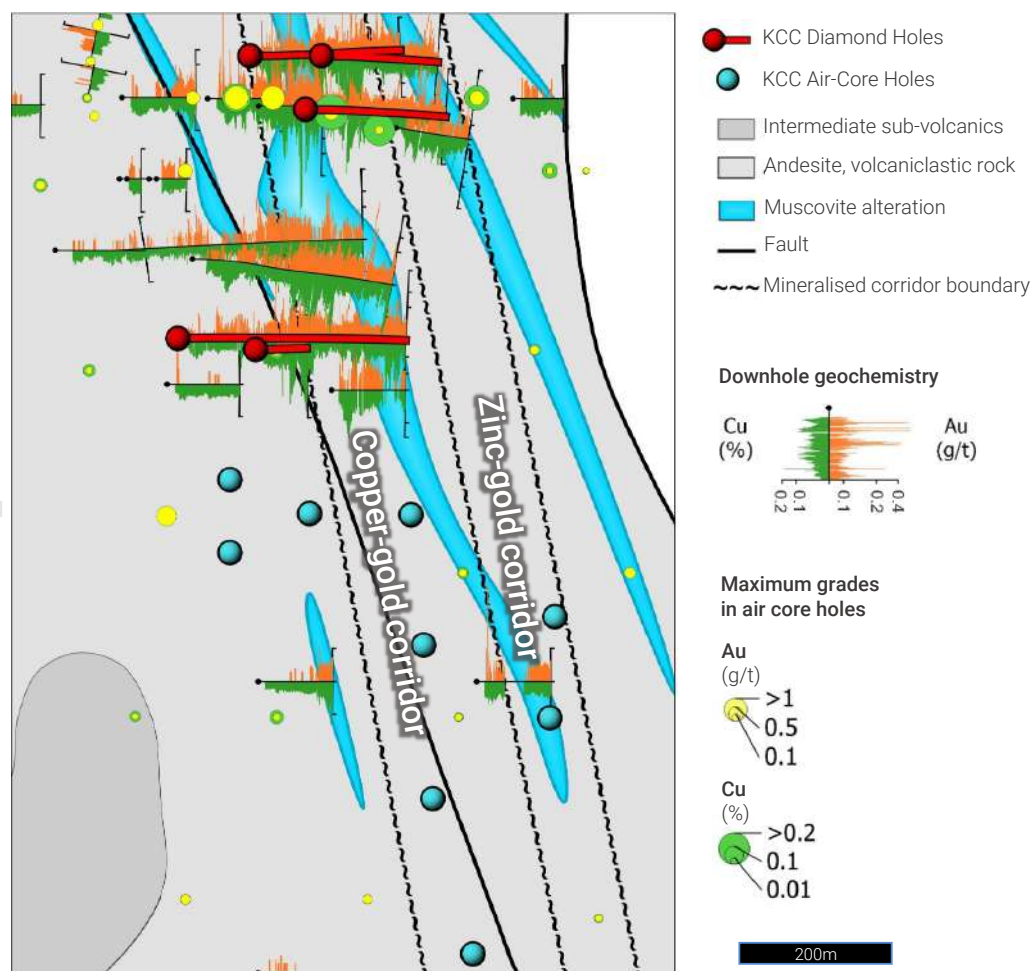 KCC Diamond Holes
KCC Air-Core Holes
Intermediate sub-volcanics
Andesite, volcaniclastic rock
Muscovite alteration
Fault
Mineralised corridor boundary
Downhole geochemistry
Cu
(%)
Au
(g/t)
0.2
0.1
0.1
0.2
0.4
Maximum grades
in air core holes
Au
(g/t)
>1
0.5
0.1
Cu
(%)
>0.2
0.1
0.01
200m
Copper-gold corridor
Zinc-gold corridor